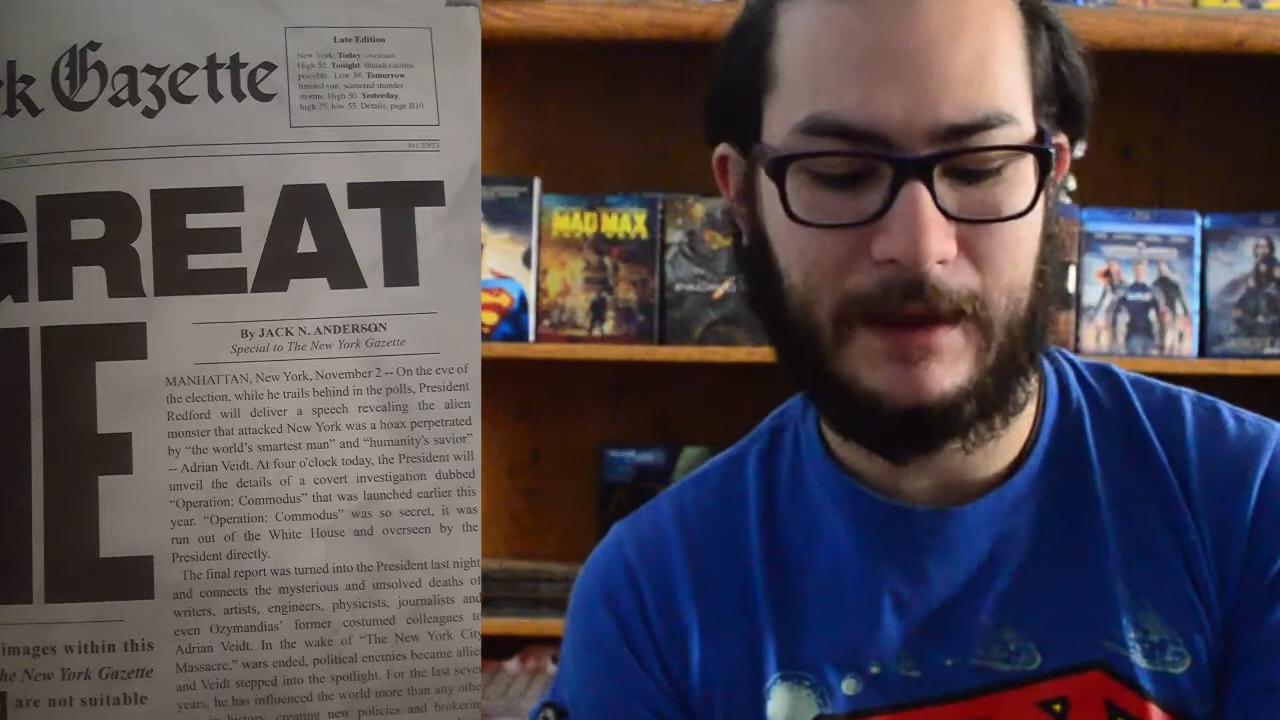 k Gazette
Late Edition
New York: Today, overcast.
High 52. Tonight, thunderstorms
possible. Low 38. Tomorrow,
limited sun, scattered thunder
storms. High 50. Yesterday,
high 75, low 55. Details, page B10
50 CENTS
GREAT
E
By JACK N. ANDERSON
Special to The New York Gazette
MANHATTAN, New York, November 2 -- On the eve of
the election, while he trails behind in the polls, President
Redford will deliver a speech revealing the alien
monster that attacked New York was a hoax perpetrated
by “the world’s smartest man” and “humanity’s savior”
-- Adrian Veidt. At four o’clock today, the President will
unveil the details of a covert investigation dubbed
“Operation: Commodus” that was launched earlier this
year. “Operation: Commodus” was so secret, it was
run out of the White House and overseen by the
President directly.
The final report was turned into the President last night
and connects the mysterious and unsolved deaths of
writers, artists, engineers, physicists, journalists and
even Ozymandias’ former costumed colleagues to
Adrian Veidt. In the wake of “The New York City
Massacre,” wars ended, political enemies became allies
and Veidt stepped into the spotlight. For the last seve
years, he has influenced the world more than any othe
in history, creating new policies and brokerin
images within this
he New York Gazette
are not suitable
MAD MAX